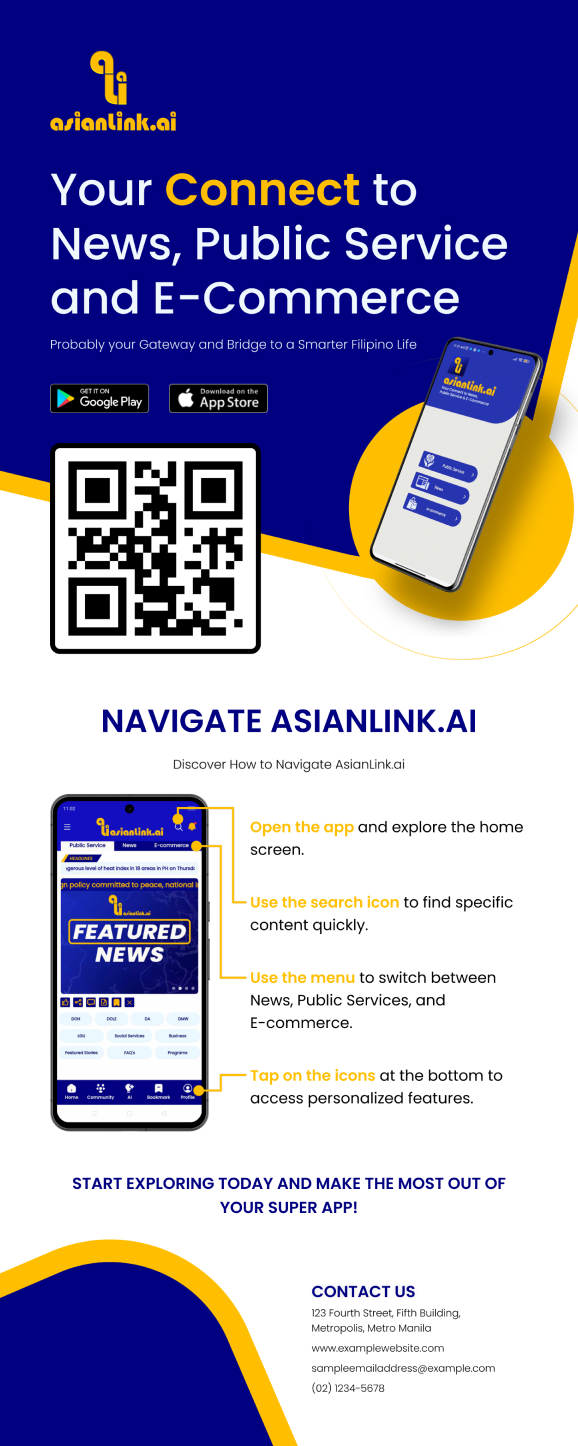 asianlink.ai
Your Connect to
News, Public Service
and E-Commerce
Probably your Gateway and Bridge to a Smarter Filipino Life
GET IT ON
Google Play
Download on the
App Store
asianlink.ai
Your Connect to News,
Public Service & E-Commerce
Public Service
News
e-commerce
NAVIGATE ASIANLINK.AI
Discover How to Navigate AsianLink.ai
11:02
asianlink.ai
Public Service News E-commerce
HEADLINES
gerous level of heat index in 18 areas in PH on Thursda
gn policy committed to peace, national i
asianlink.ai
FEATURED
NEWS
DOH DOLE DA DMW
LGU Social Services Business
Featured Stories FAQ's Programs
Home Community Ai Bookmark Profile
Open the app and explore the home
screen.
Use the search icon to find specific
content quickly.
Use the menu to switch between
News, Public Services, and
E-commerce.
Tap on the icons at the bottom to
access personalized features.
START EXPLORING TODAY AND MAKE THE MOST OUT OF
YOUR SUPER APP!
CONTACT US
123 Fourth Street, Fifth Building,
Metropolis, Metro Manila
www.examplewebsite.com
sampleemailaddress@example.com
(02) 1234-5678